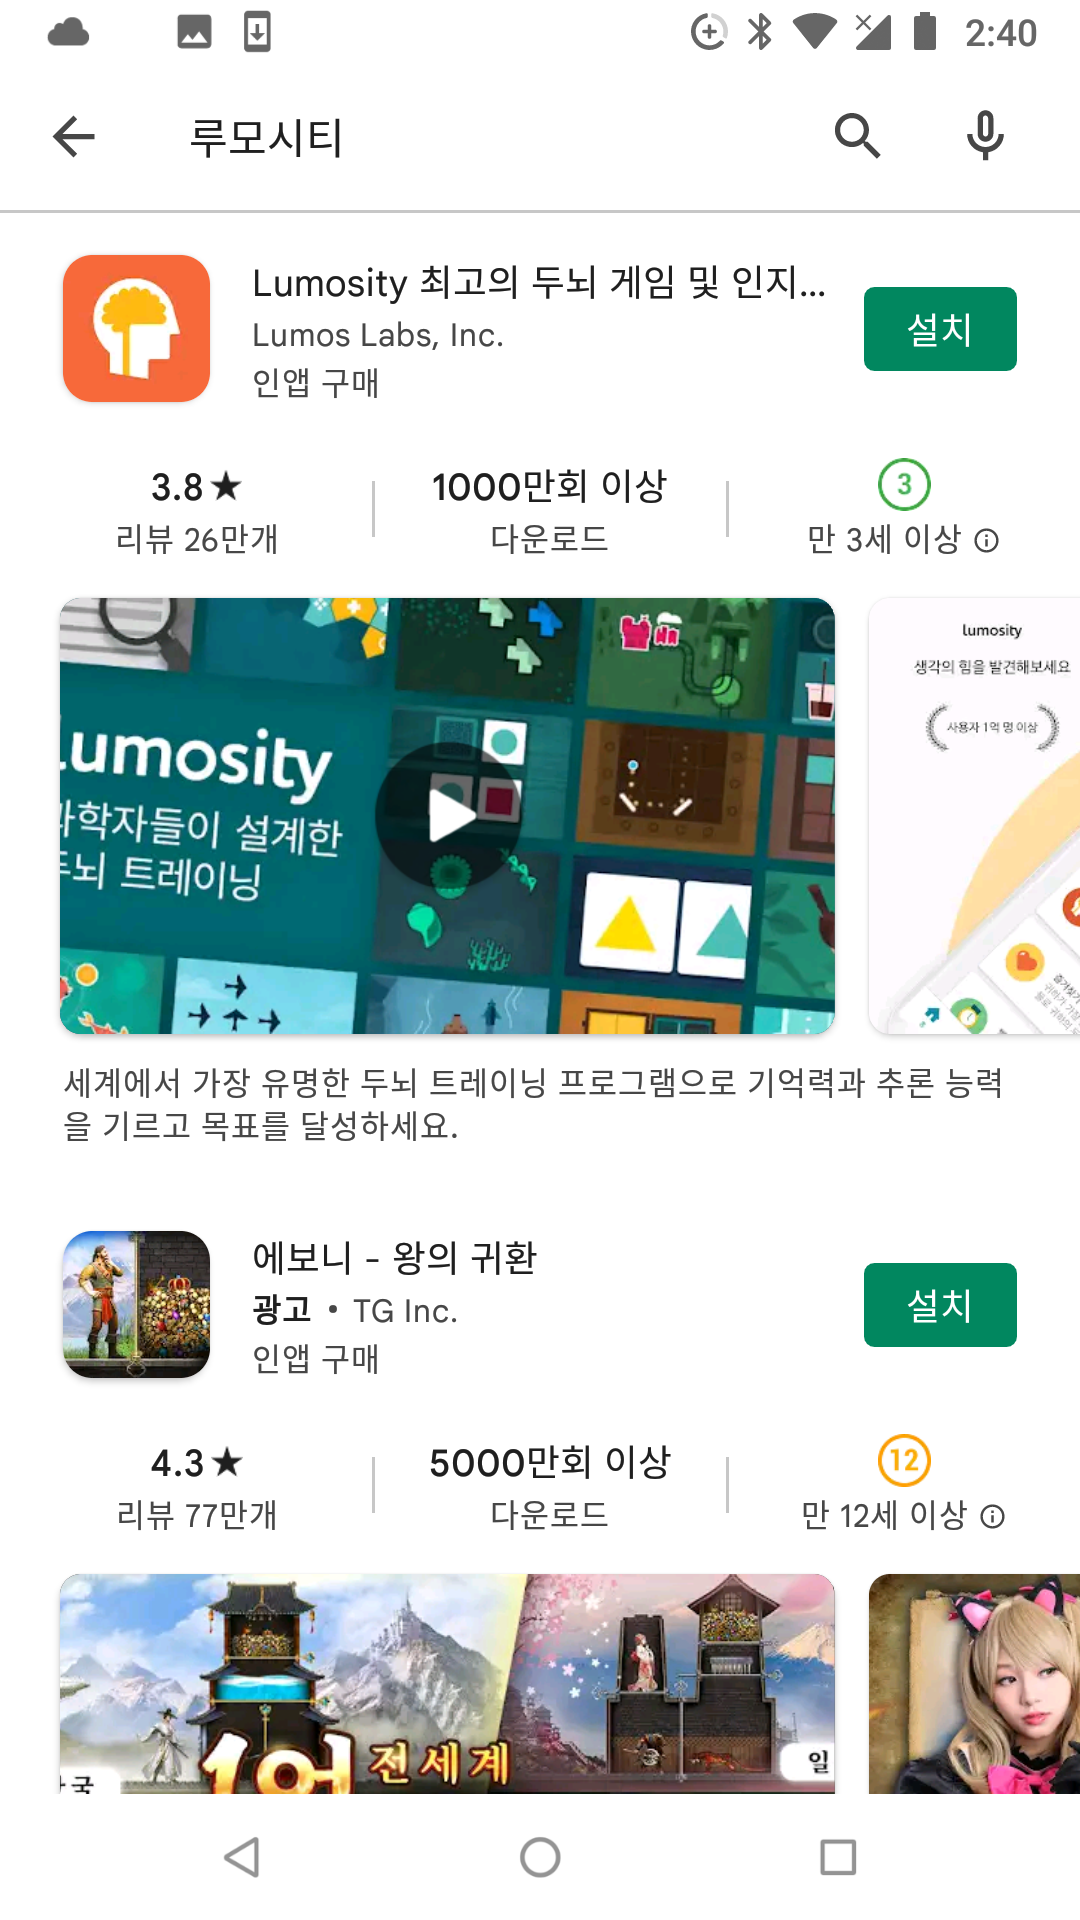 2:40
루모시티
Lumosity 최고의 두뇌 게임 및 인지...
Lumos Labs, Inc.
인앱 구매
설치
3.8★
리뷰 26만개
1000만회 이상
다운로드
3
만 3세 이상
Lumosity
과학자들이 설계한
두뇌 트레이닝
lumosity
생각의 힘을 발견해보세요
사용자 1억 명 이상
세계에서 가장 유명한 두뇌 트레이닝 프로그램으로 기억력과 추론 능력
을 기르고 목표를 달성하세요.
에보니 - 왕의 귀환
광고 • TG Inc.
인앱 구매
설치
4.3★
리뷰 77만개
5000만회 이상
다운로드
12
만 12세 이상
1억 전세계
일